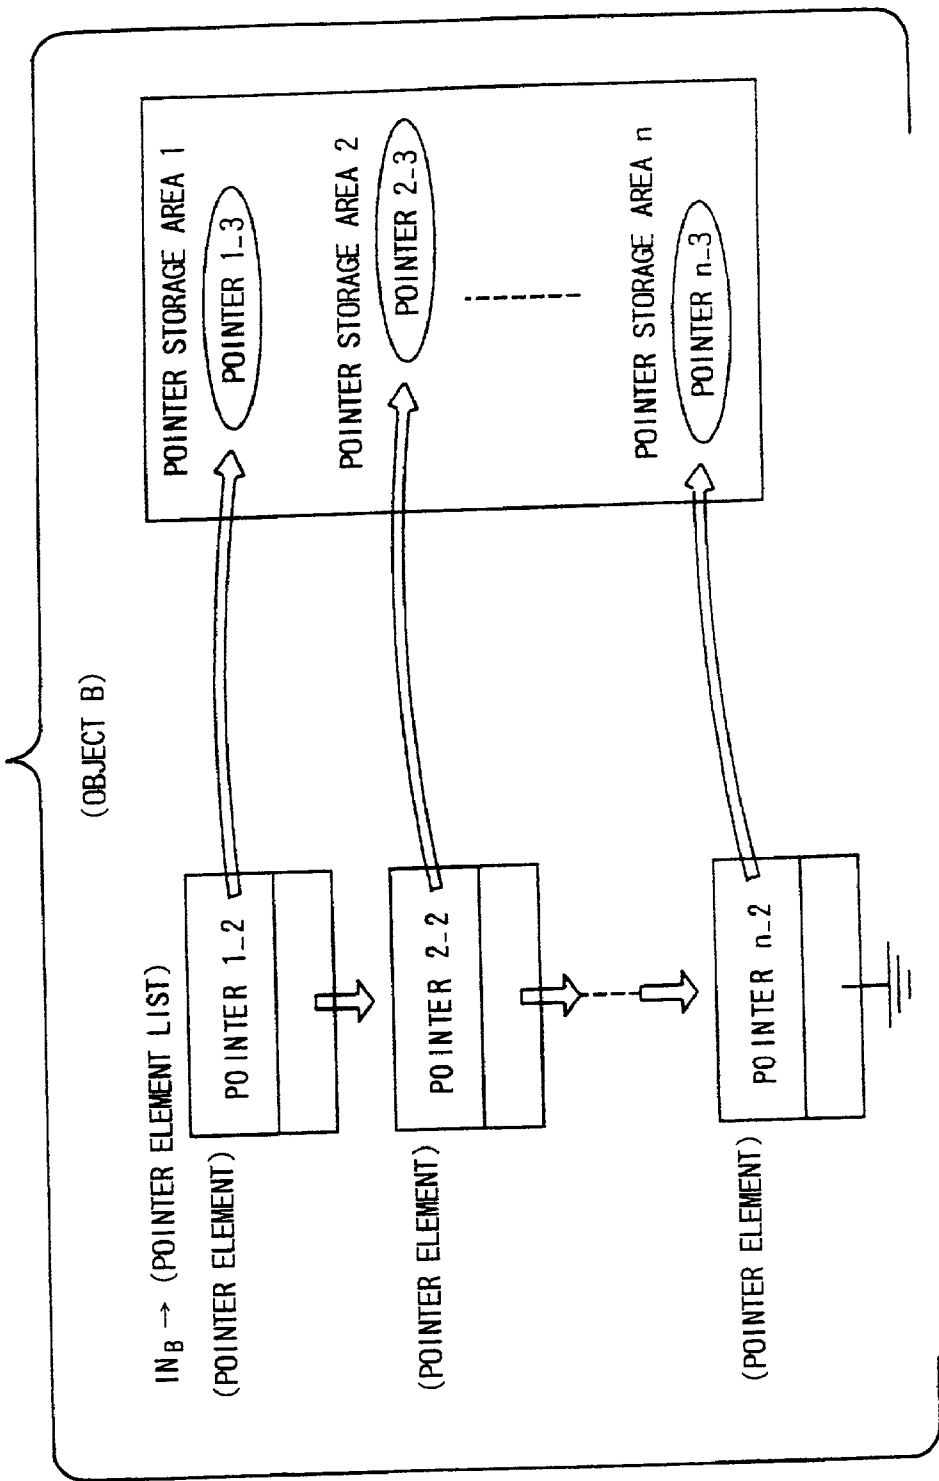 (OBJECT B)
IN_B → (POINTER ELEMENT LIST)
(POINTER ELEMENT)
POINTER 1_2
(POINTER ELEMENT)
POINTER 2_2
(POINTER ELEMENT)
POINTER n_2
POINTER STORAGE AREA 1
POINTER 1_3
POINTER STORAGE AREA 2
POINTER 2_3
POINTER STORAGE AREA n
POINTER n_3